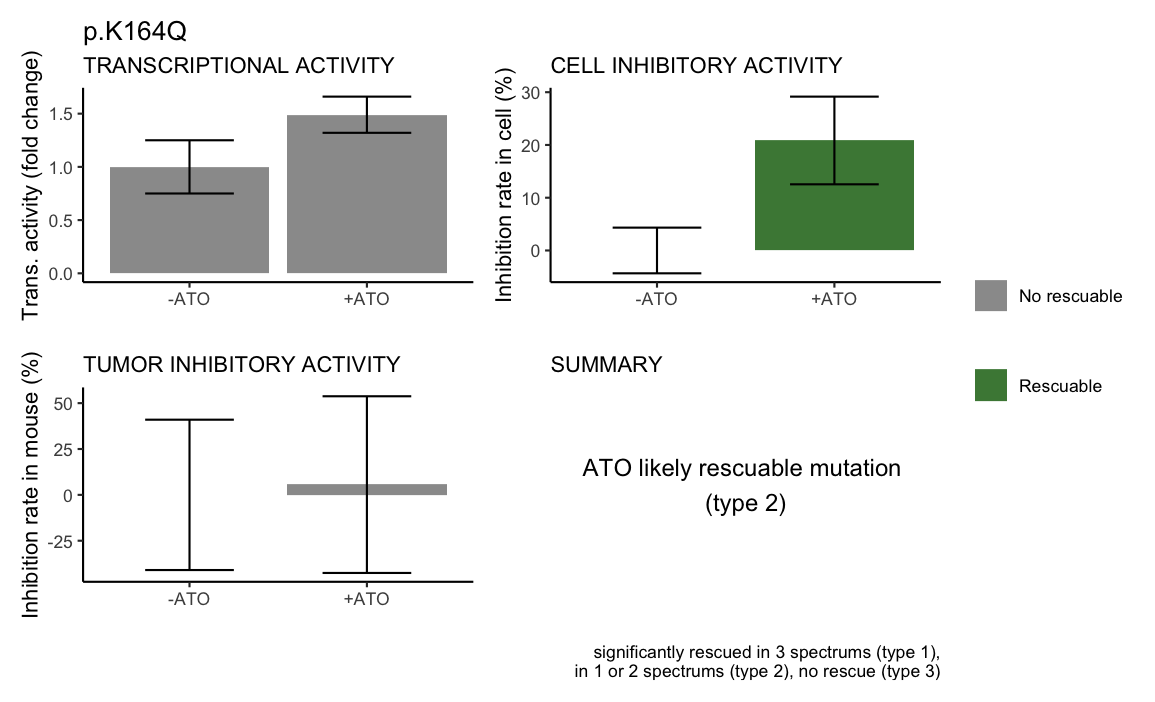 p.K164Q
TRANSCRIPTIONAL ACTIVITY
Trans. activity (fold change)
1.5
1.0
0.5
0.0
-ATO
+ATO
CELL INHIBITORY ACTIVITY
Inhibition rate in cell (%)
30
20
10
0
-ATO
+ATO
No rescuable
Rescuable
TUMOR INHIBITORY ACTIVITY
Inhibition rate in mouse (%)
50
25
0
-25
-ATO
+ATO
SUMMARY
ATO likely rescuable mutation
(type 2)
significantly rescued in 3 spectrums (type 1),
in 1 or 2 spectrums (type 2), no rescue (type 3)